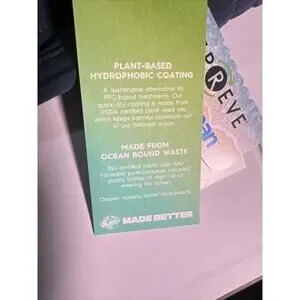 PLANT-BASED
HYDROPHOBIC COATING
A sustainable alternative to
PFC-based treatments. Our
quick-dry coating is made from
USDA certified plant seed oils
which keeps harmful chemicals out
of our beloved ocean.
MADE FROM
OCEAN BOUND WASTE
This certified fabric uses fully
traceable post-consumer recycled
plastic bottles at high risk of
entering the ocean.
Cleaner oceans, better boardshorts.
MADE BETTER
REVE